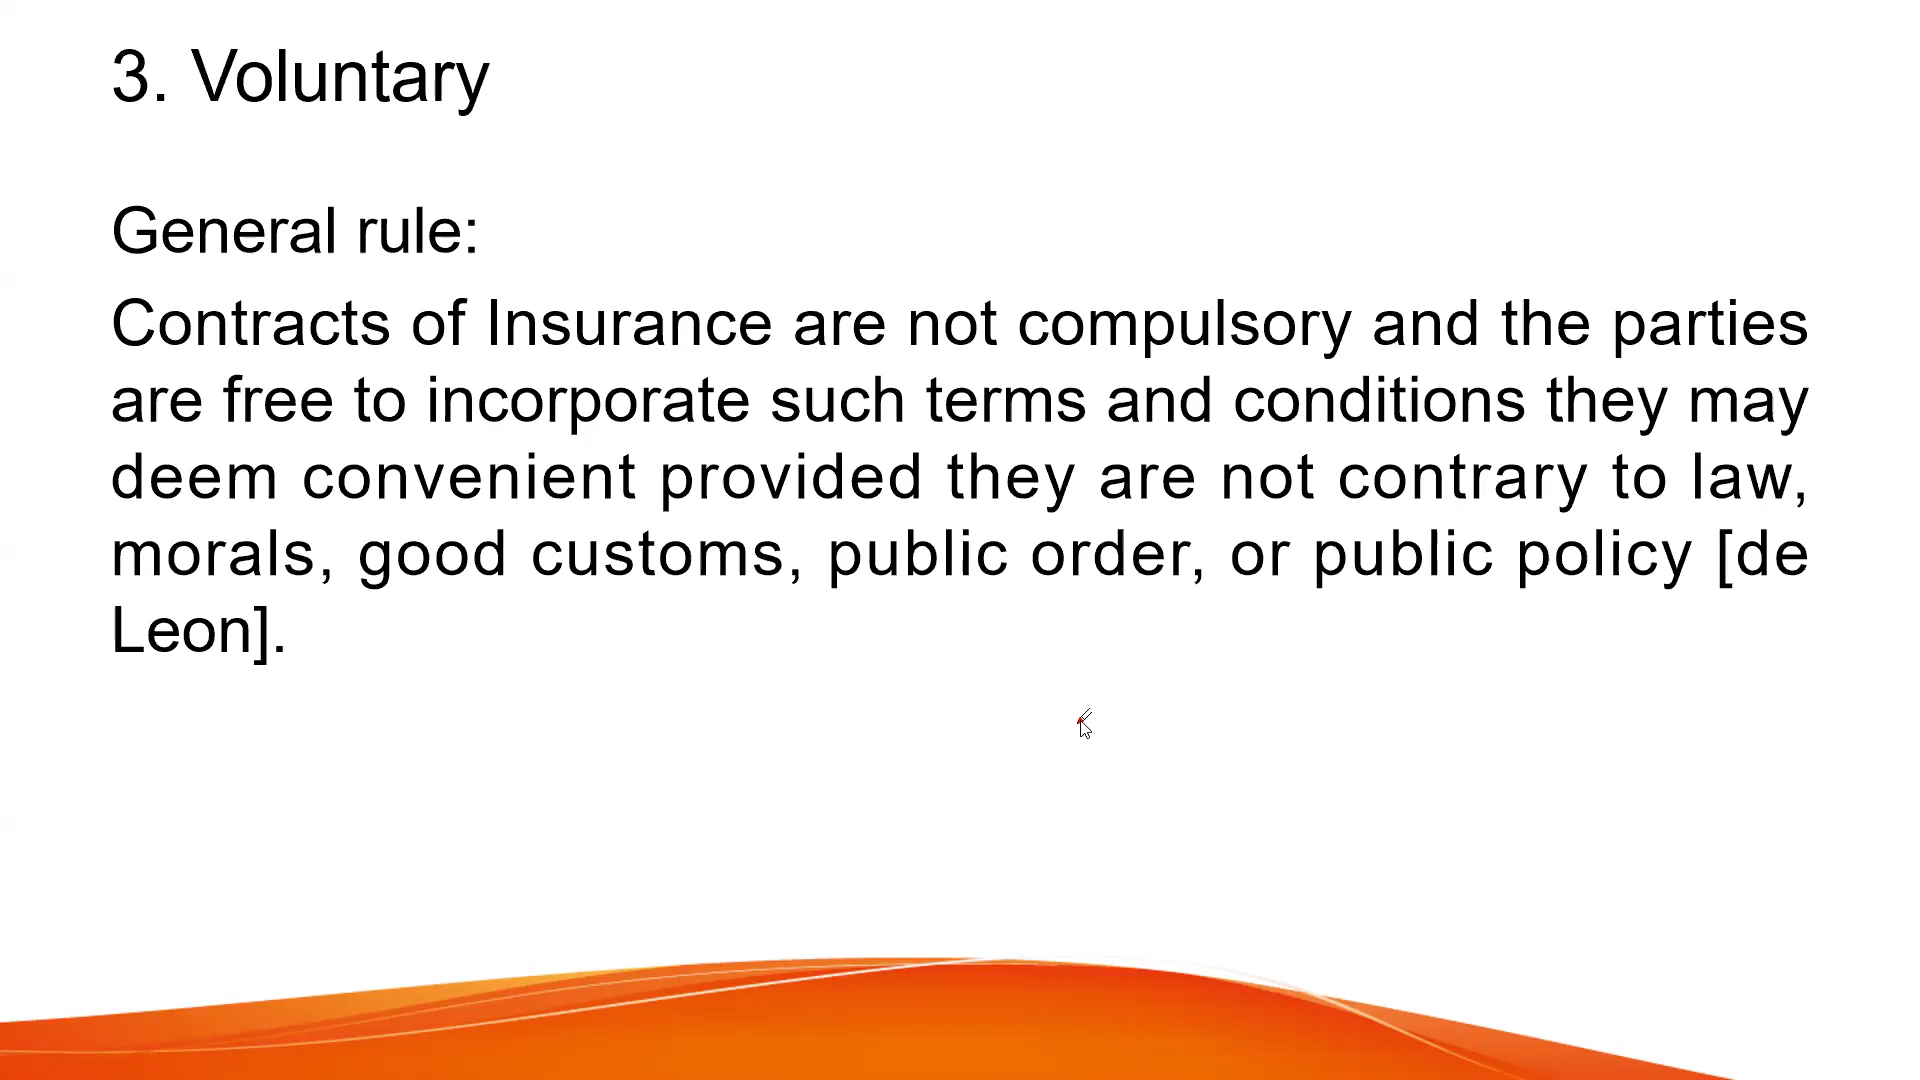 3. Voluntary
General rule:
Contracts of Insurance are not compulsory and the parties
are free to incorporate such terms and conditions they may
deem convenient provided they are not contrary to law,
morals, good customs, public order, or public policy [de
Leon].